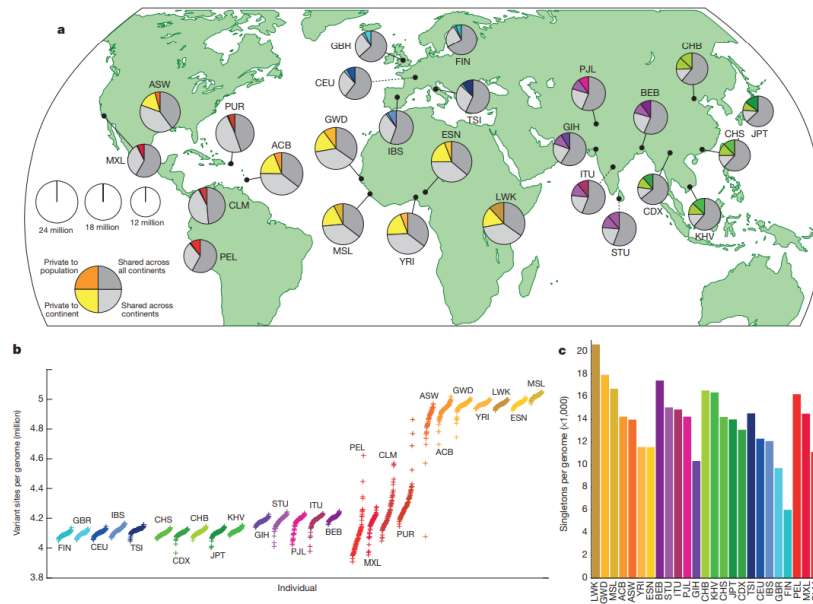 a
GBR
FIN
CHB
CEU
PJL
ASW
BEB
PUR
TSI
GWD
ESN
JPT
ACB
IBS
GIH
CHS
MXL
ITU
LWK
CDX
CLM
24 million
18 million
12 million
MSL
KHV
YRI
STU
PEL
Private to
population
Shared across
all continents
Private to
continent
Shared across
continents
b
Variant sites per genome (million)
5
4.8
4.6
4.4
4.2
4
3.8
FIN
GBR
CEU
IBS
TSI
CHS
CDX
CHB
JPT
KHV
GIH
STU
PJL
ITU
BEB
PEL
MXL
CLM
PUR
ASW
ACB
GWD
YRI
LWK
ESN
MSL
Individual
c
Singletons per genome (×1,000)
20
18
16
14
12
10
8
6
4
2
0
LWK
GWD
MSL
ACB
ASW
YRI
ESN
BEB
STU
ITU
PJL
GIH
CHB
KHV
CHS
JPT
CDX
TSI
CEU
IBS
GBR
FIN
PEL
MXL